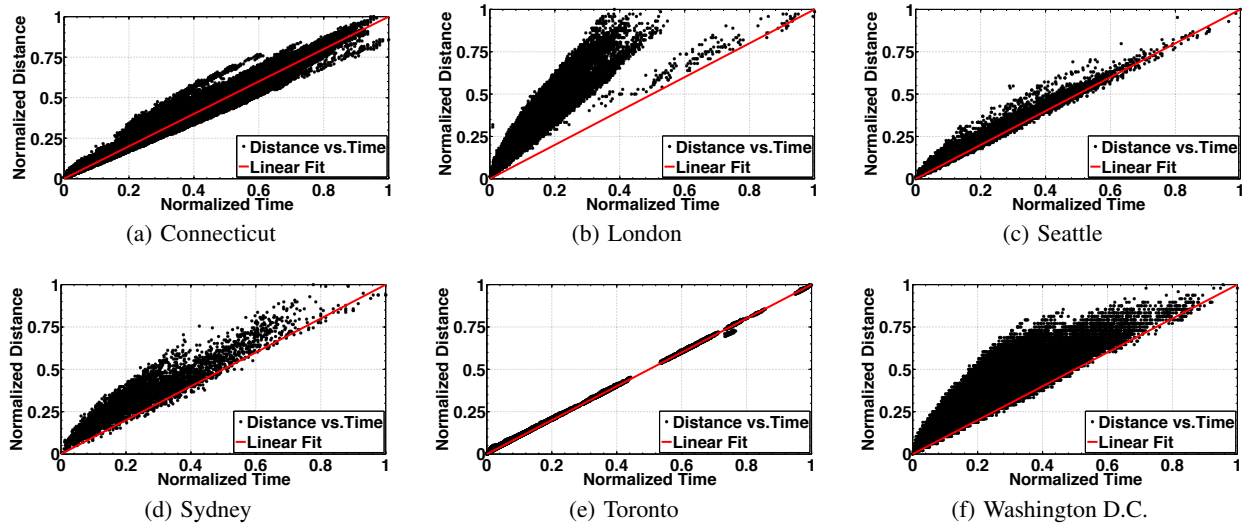 Normalized Distance
1
0.75
0.5
0.25
0
0 0.2 0.4 0.6 0.8 1
Distance vs.Time
Linear Fit
Normalized Time
(a) Connecticut
Normalized Distance
1
0.75
0.5
0.25
0
0 0.2 0.4 0.6 0.8 1
Distance vs.Time
Linear Fit
Normalized Time
(b) London
Normalized Distance
1
0.75
0.5
0.25
0
0 0.2 0.4 0.6 0.8 1
Distance vs.Time
Linear Fit
Normalized Time
(c) Seattle
Normalized Distance
1
0.75
0.5
0.25
0
0 0.2 0.4 0.6 0.8 1
Distance vs.Time
Linear Fit
Normalized Time
(d) Sydney
Normalized Distance
1
0.75
0.5
0.25
0
0 0.2 0.4 0.6 0.8 1
Distance vs.Time
Linear Fit
Normalized Time
(e) Toronto
Normalized Distance
1
0.75
0.5
0.25
0
0 0.2 0.4 0.6 0.8 1
Distance vs.Time
Linear Fit
Normalized Time
(f) Washington D.C.